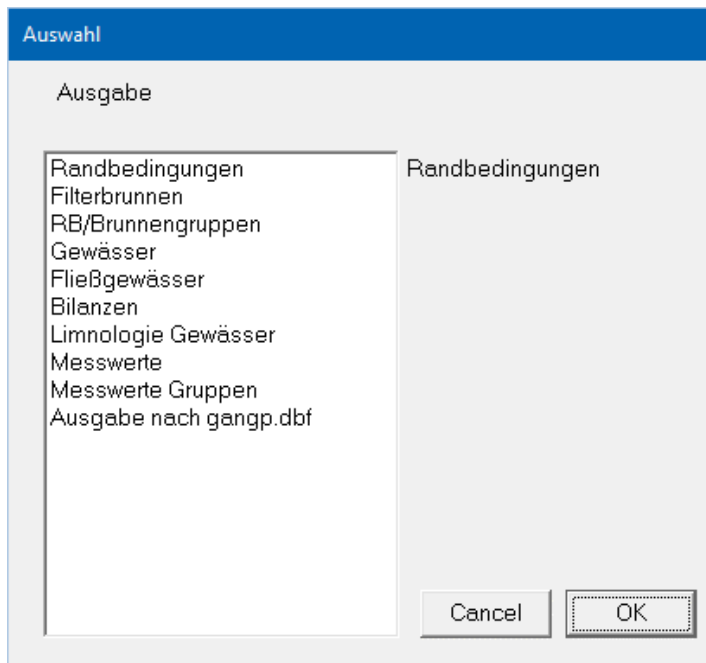 Auswahl
Ausgabe
Randbedingungen
Randbedingungen
Filterbrunnen
RB/Brunnengruppen
Gewässer
Fließgewässer
Bilanzen
Limnologie Gewässer
Messwerte
Messwerte Gruppen
Ausgabe nach gangp.dbf
Cancel
OK